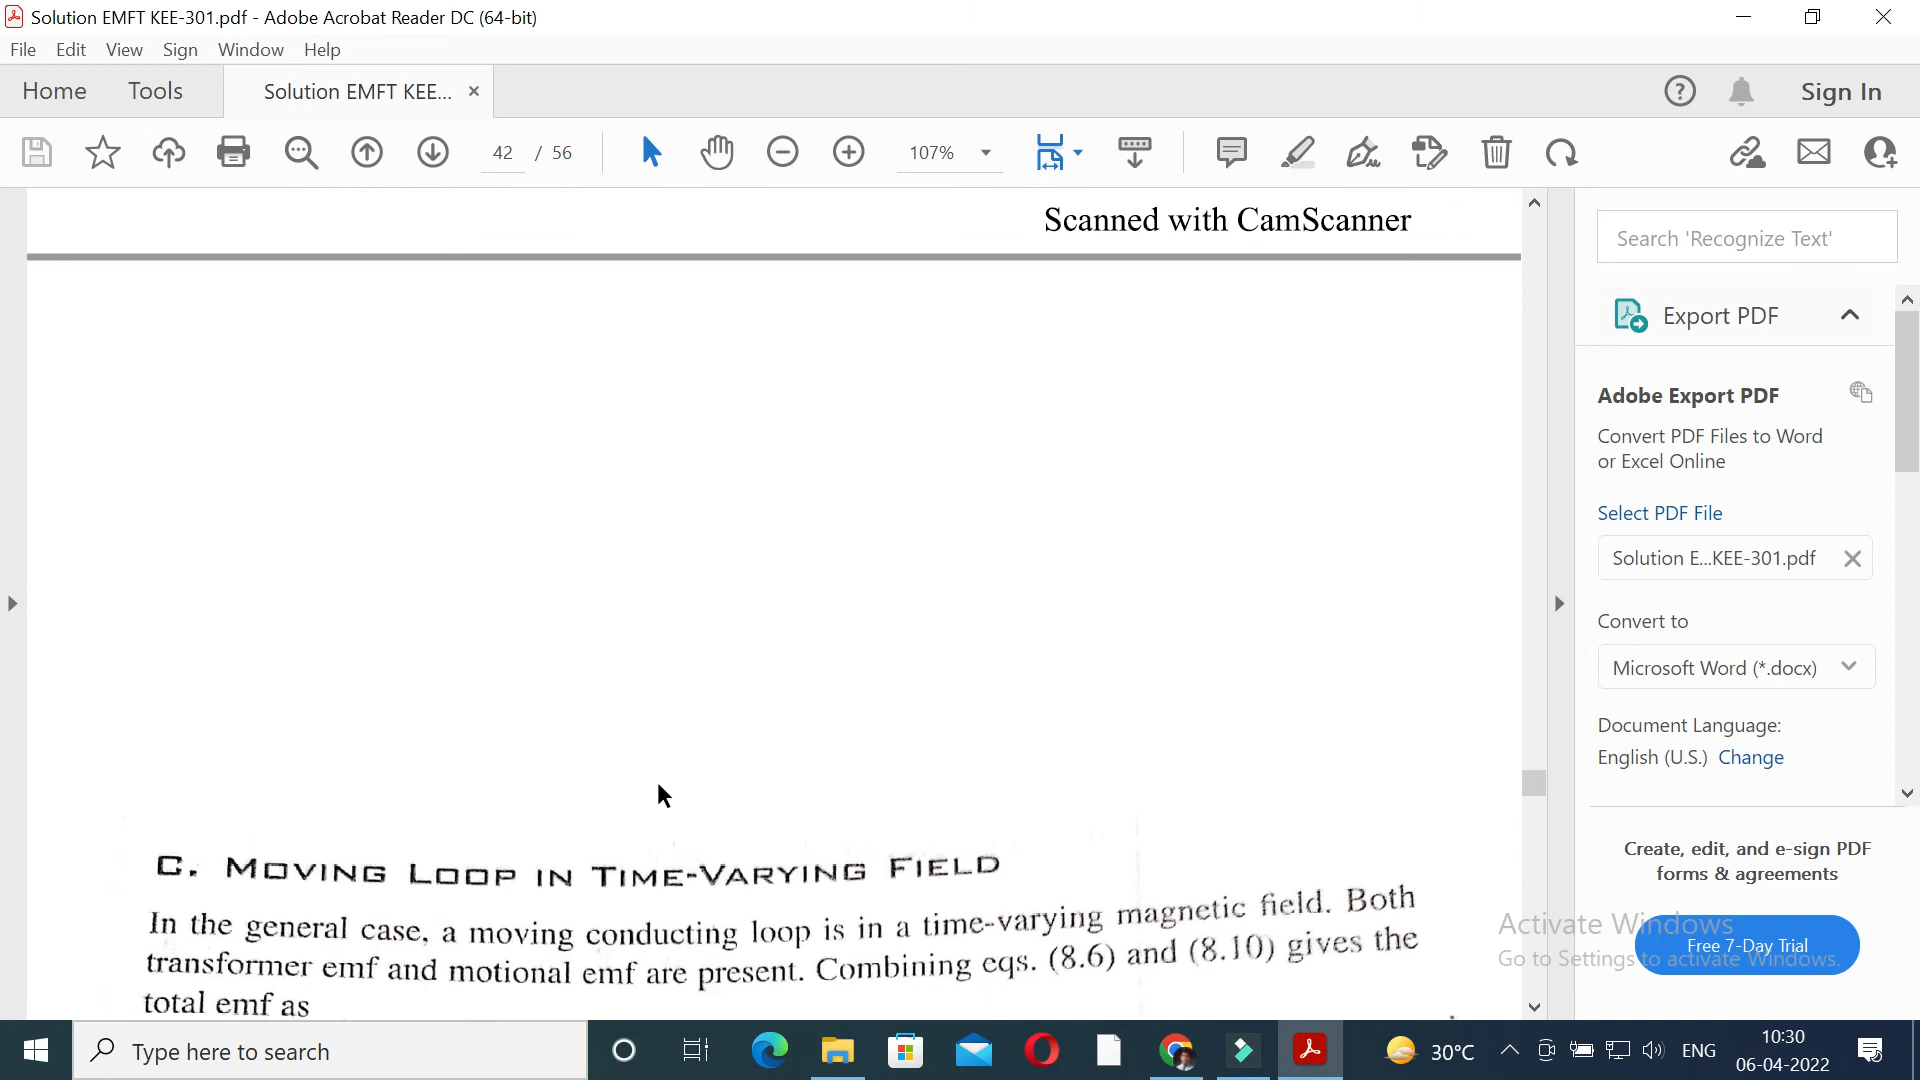 Solution EMFT KEE-301.pdf - Adobe Acrobat Reader DC (64-bit)
File Edit View Sign Window Help
Home Tools Solution EMFT KEE... × Sign In
42 / 56 107%
Scanned with CamScanner
Search 'Recognize Text'
Export PDF
Adobe Export PDF
Convert PDF Files to Word
or Excel Online
Select PDF File
Solution E...KEE-301.pdf
Convert to
Microsoft Word (*.docx)
Document Language:
English (U.S.) Change
Create, edit, and e-sign PDF
forms & agreements
Free 7-Day Trial
Activate Windows
Go to Settings to activate Windows.
C. MOVING LOOP IN TIME-VARYING FIELD
In the general case, a moving conducting loop is in a time-varying magnetic field. Both
transformer emf and motional emf are present. Combining eqs. (8.6) and (8.10) gives the
total emf as
Type here to search
30°C ENG 10:30
06-04-2022